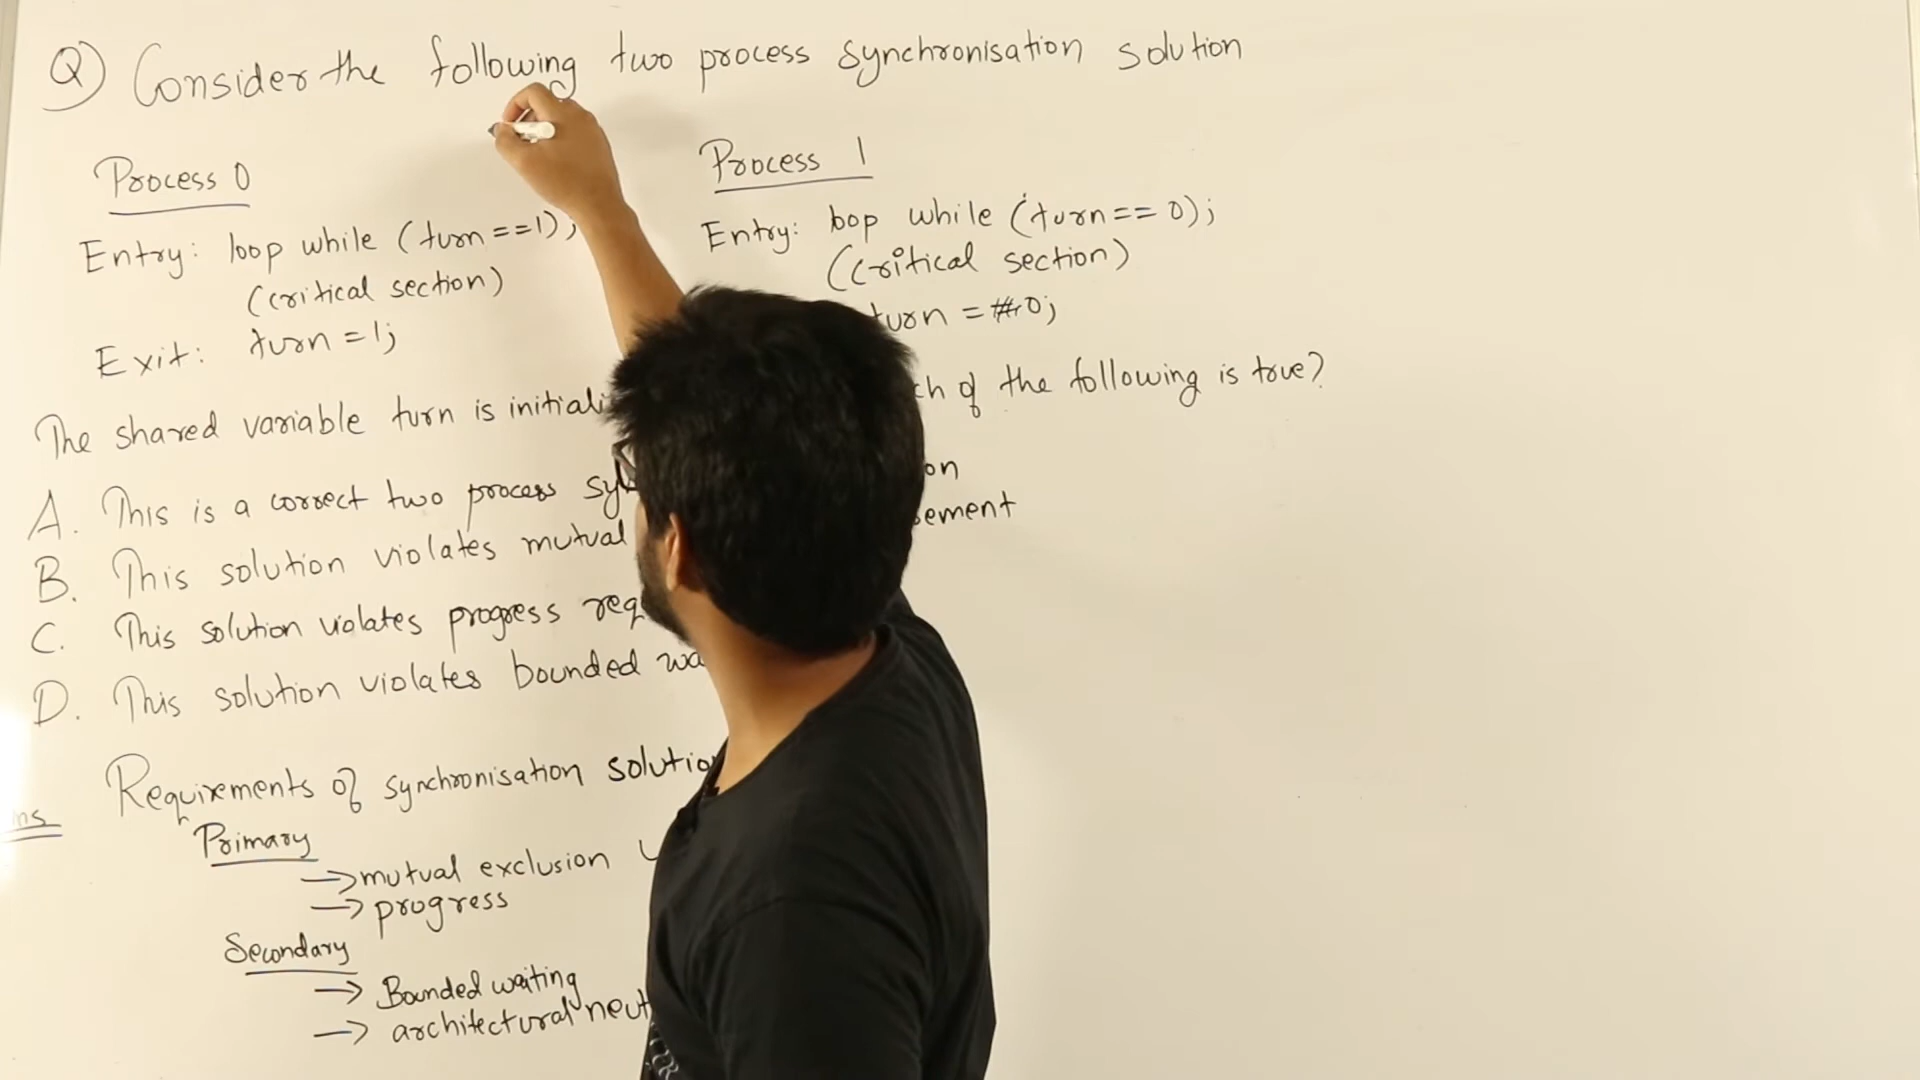 Q) Consider the following two process synchronisation solution
Process 0
Entry: loop while (turn==1);
(critical section)
Exit: turn=1;
Process 1
Entry: loop while (turn==0);
(critical section)
turn = 0;
The shared variable turn is initiali
ch of the following is true?
A. This is a correct two process sy
on
B. This solution violates mutual
ement
C. This solution violates progress req
D. This solution violates bounded wa
Requirements of synchronisation solutio
ns
Primary
→mutual exclusion
→ progress
Secondary
→ Bounded waiting
→ architectural neut